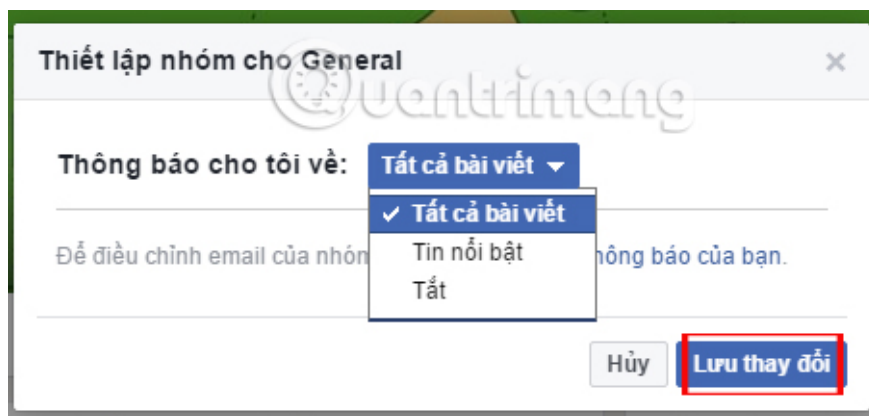 Thiết lập nhóm cho General
Quantrimang
Thông báo cho tôi về: Tất cả bài viết
Tất cả bài viết
Tin nổi bật
Tắt
Để điều chỉnh email của nhóm báo của bạn.
Hủy Lưu thay đổi